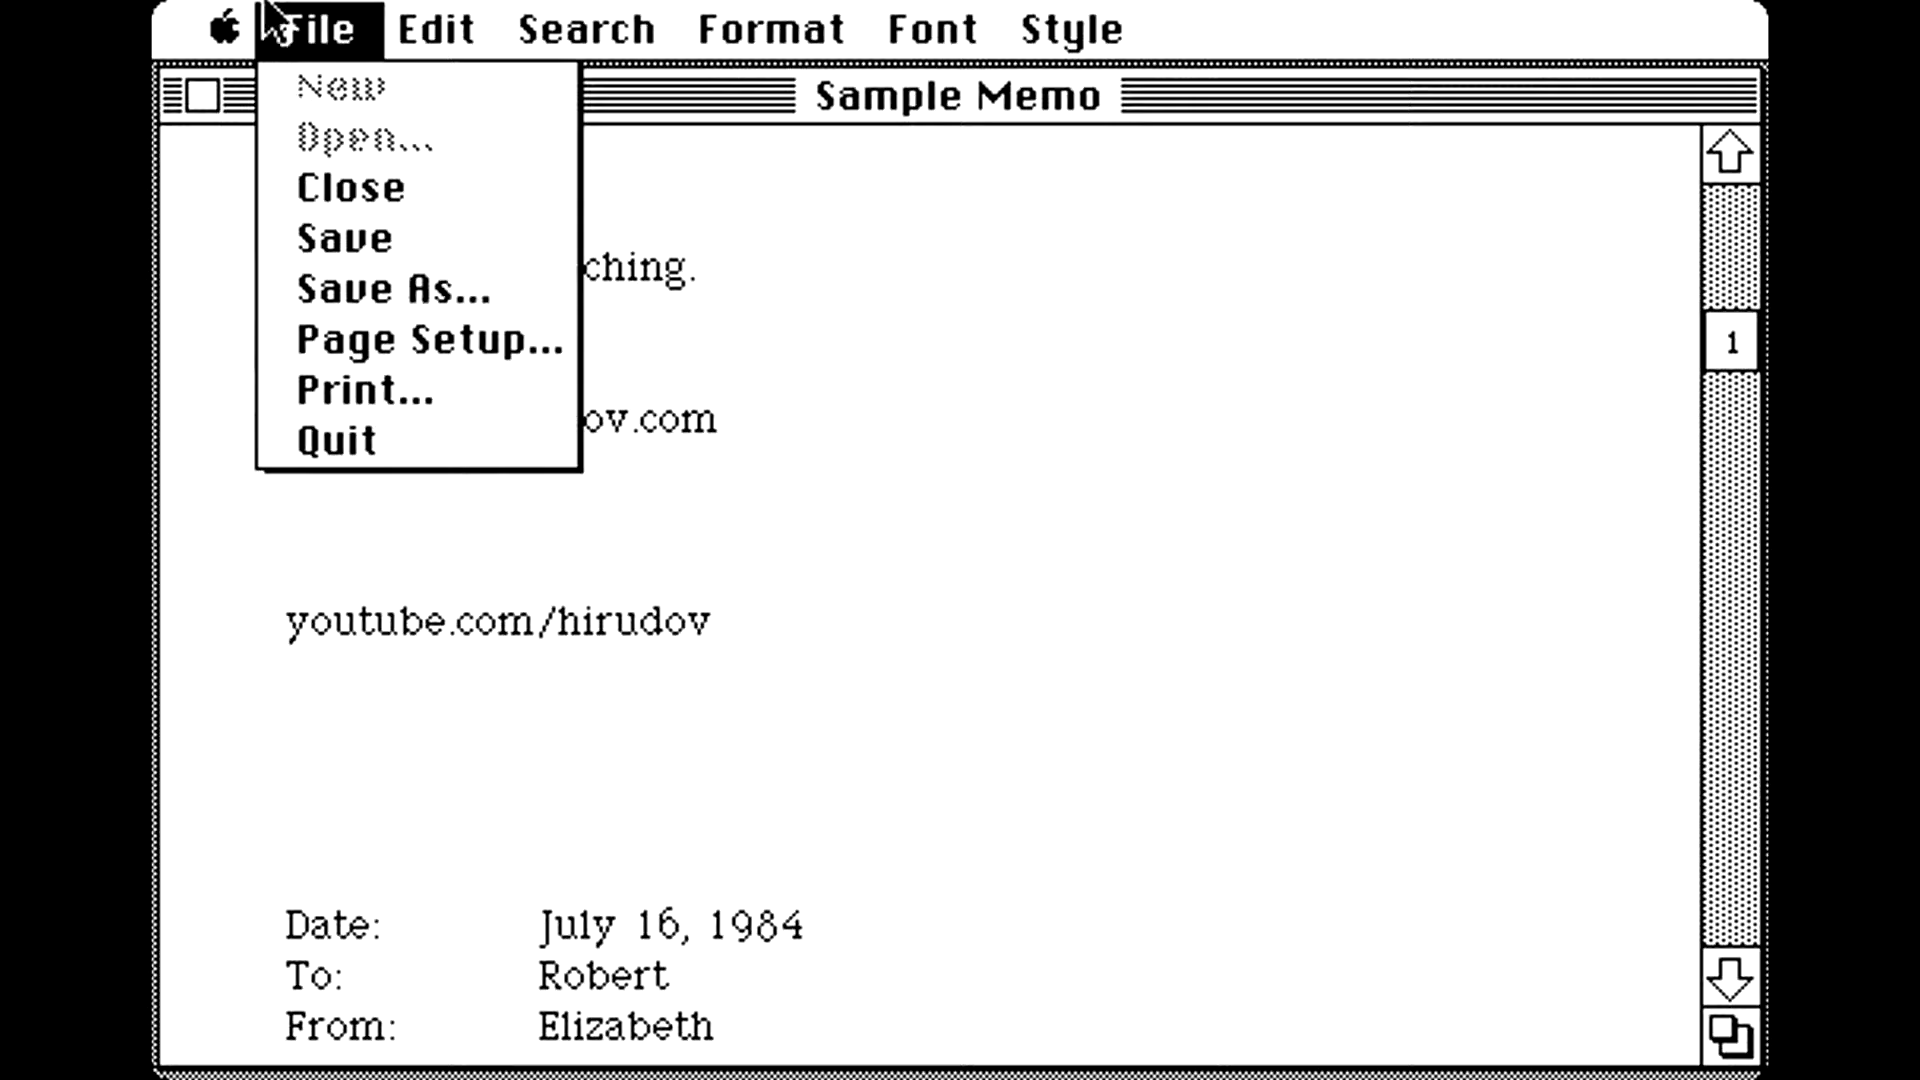 File Edit Search Format Font Style
Sample Memo
New
Open...
Close
Save
Save As...
Page Setup...
Print...
Quit
ching.
ov.com
1
youtube.com/hirudov
Date: July 16, 1984
To: Robert
From: Elizabeth